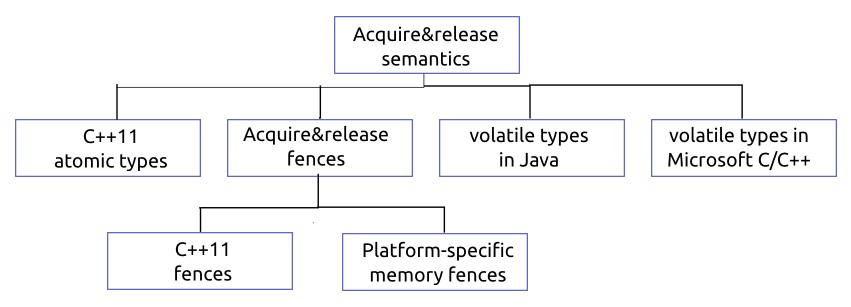 Acquire&release
semantics
C++11
atomic types
Acquire&release
fences
volatile types
in Java
volatile types in
Microsoft C/C++
C++11
fences
Platform-specific
memory fences